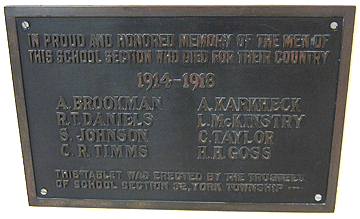 IN PROUD AND HONORED MEMORY OF THE MEN OF
THIS SCHOOL SECTION WHO DIED FOR THEIR COUNTRY
1914-1918
A. BROOKMAN
R.T. DANIELS
S. JOHNSON
C.R. TIMMS
A. KARKHECK
L. McKINSTRY
C. TAYLOR
H.H. GOSS
THIS TABLET WAS ERECTED BY THE TRUSTEES
OF SCHOOL SECTION 32, YORK TOWNSHIP